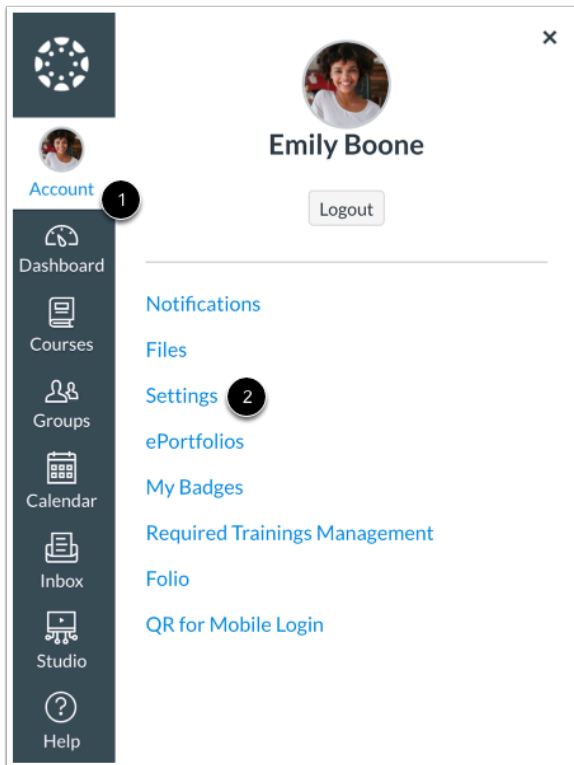 ×
Emily Boone
Logout
Account
1
Dashboard
Courses
Groups
Calendar
Inbox
Studio
Help
Notifications
Files
Settings 2
ePortfolios
My Badges
Required Trainings Management
Folio
QR for Mobile Login